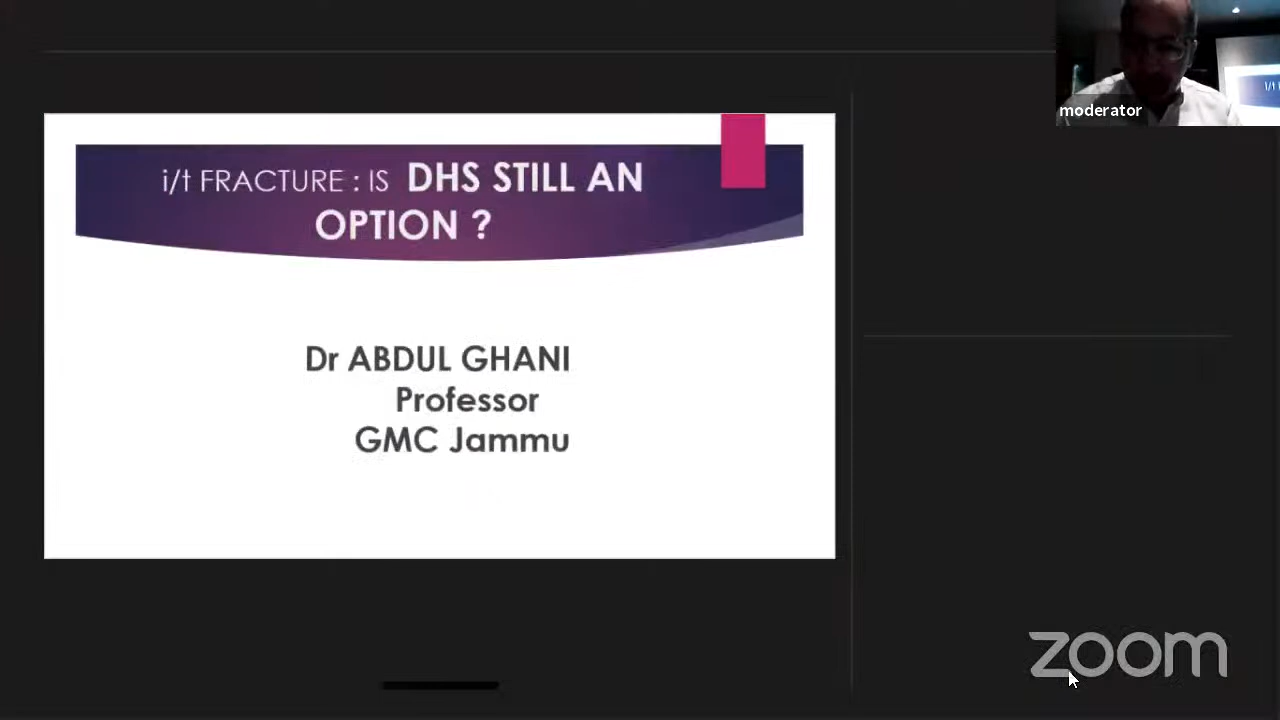 i/t FRACTURE : IS DHS STILL AN
OPTION ?
Dr ABDUL GHANI
Professor
GMC Jammu
moderator
zoom